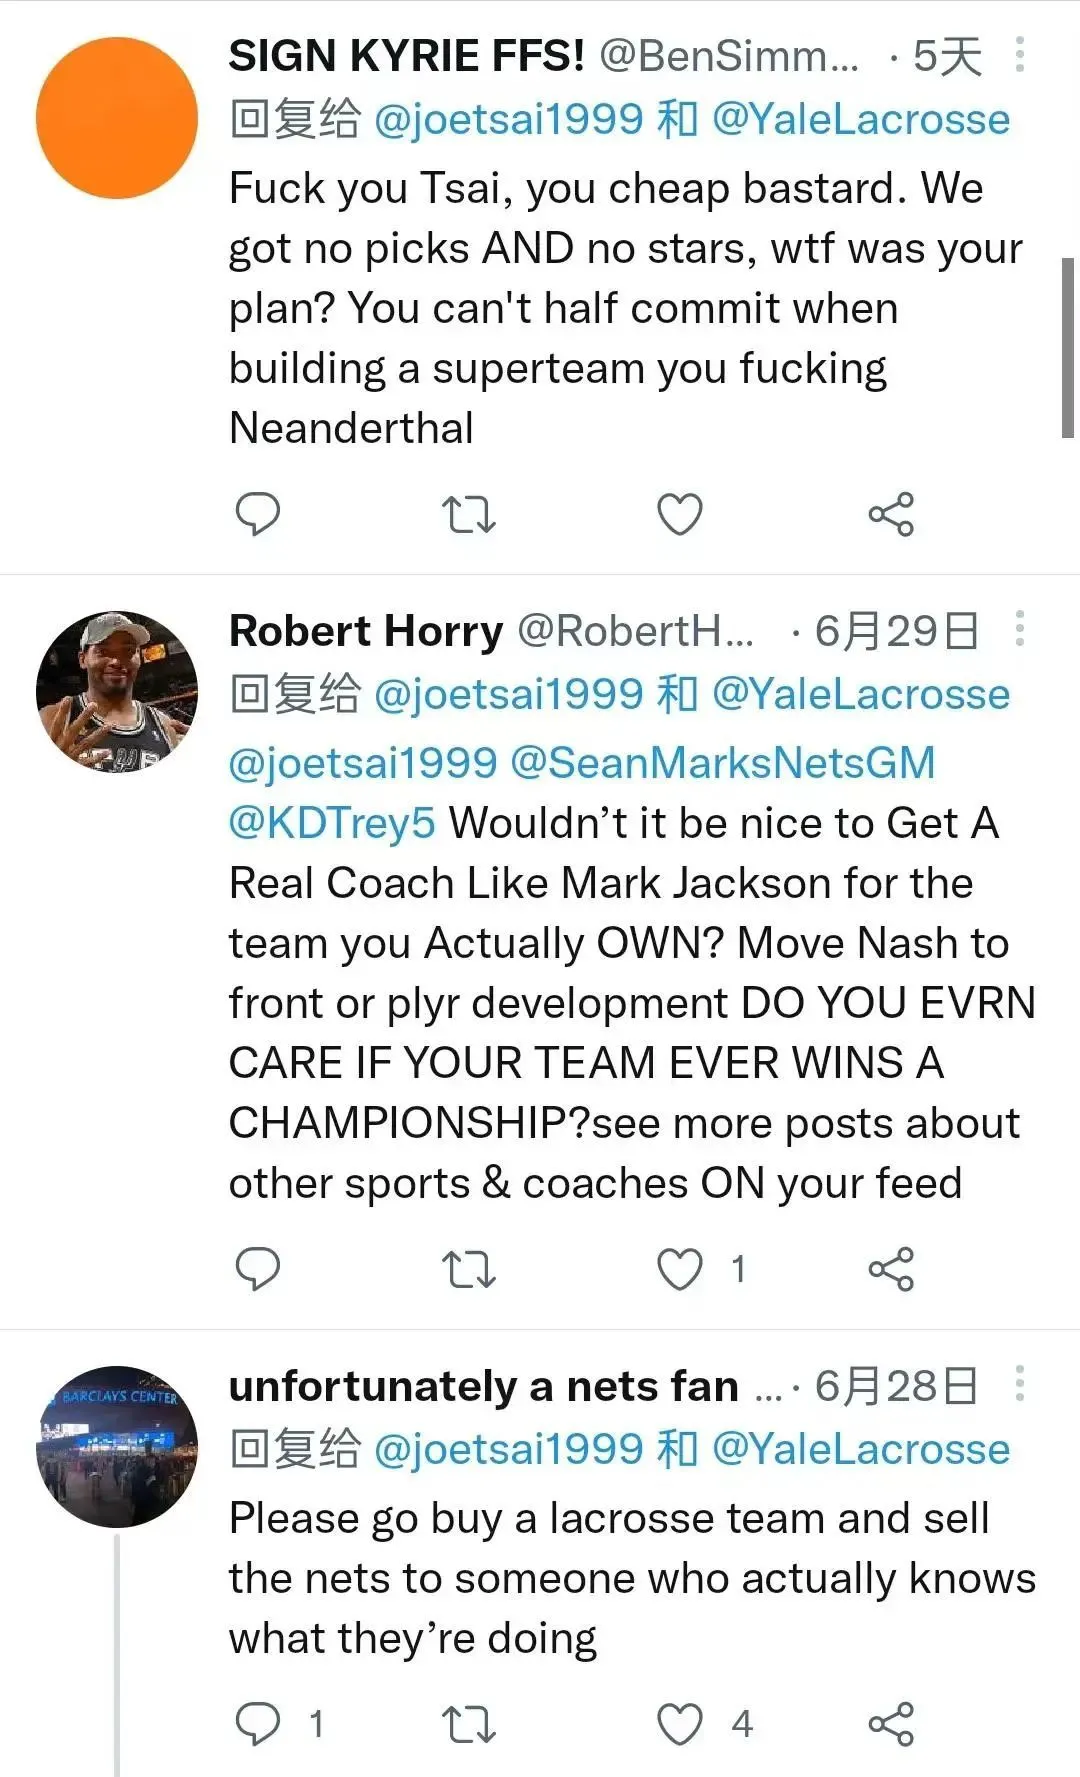 SIGN KYRIE FFS! @BenSimm... · 5天
回复给 @joetsai1999 和 @YaleLacrosse
Fuck you Tsai, you cheap bastard. We
got no picks AND no stars, wtf was your
plan? You can't half commit when
building a superteam you fucking
Neanderthal
Robert Horry @RobertH... · 6月29日
回复给 @joetsai1999 和 @YaleLacrosse
@joetsai1999 @SeanMarksNetsGM
@KDTrey5 Wouldn’t it be nice to Get A
Real Coach Like Mark Jackson for the
team you Actually OWN? Move Nash to
front or plyr development DO YOU EVRN
CARE IF YOUR TEAM EVER WINS A
CHAMPIONSHIP?see more posts about
other sports & coaches ON your feed
1
BARCLAYS CENTER
unfortunately a nets fan ... · 6月28日
回复给 @joetsai1999 和 @YaleLacrosse
Please go buy a lacrosse team and sell
the nets to someone who actually knows
what they’re doing
1 4